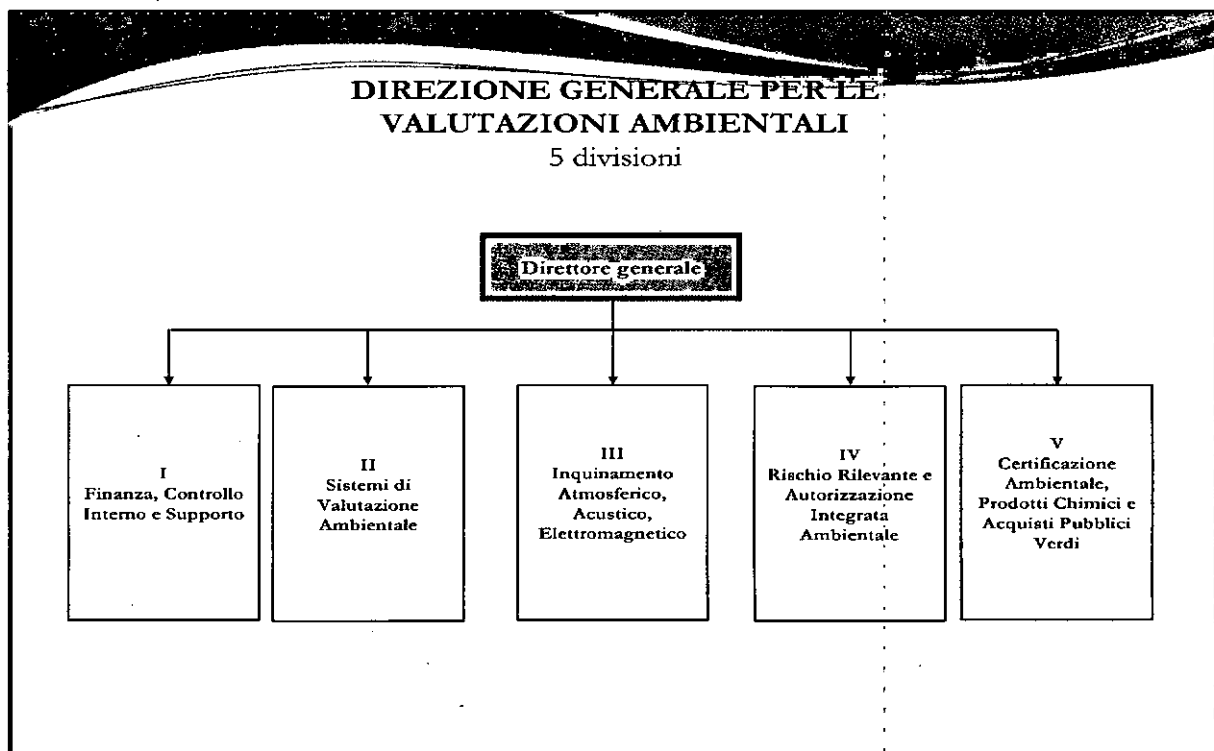 DIREZIONE GENERALE PER LE
VALUTAZIONI AMBIENTALI
5 divisioni
Direttore generale
I
Finanza, Controllo
Interno e Supporto
II
Sistemi di
Valutazione
Ambientale
III
Inquinamento
Atmosferico,
Acustico,
Elettromagnetico
IV
Rischio Rilevante e
Autorizzazione
Integrata
Ambientale
V
Certificazione
Ambientale,
Prodotti Chimici e
Acquisti Pubblici
Verdi